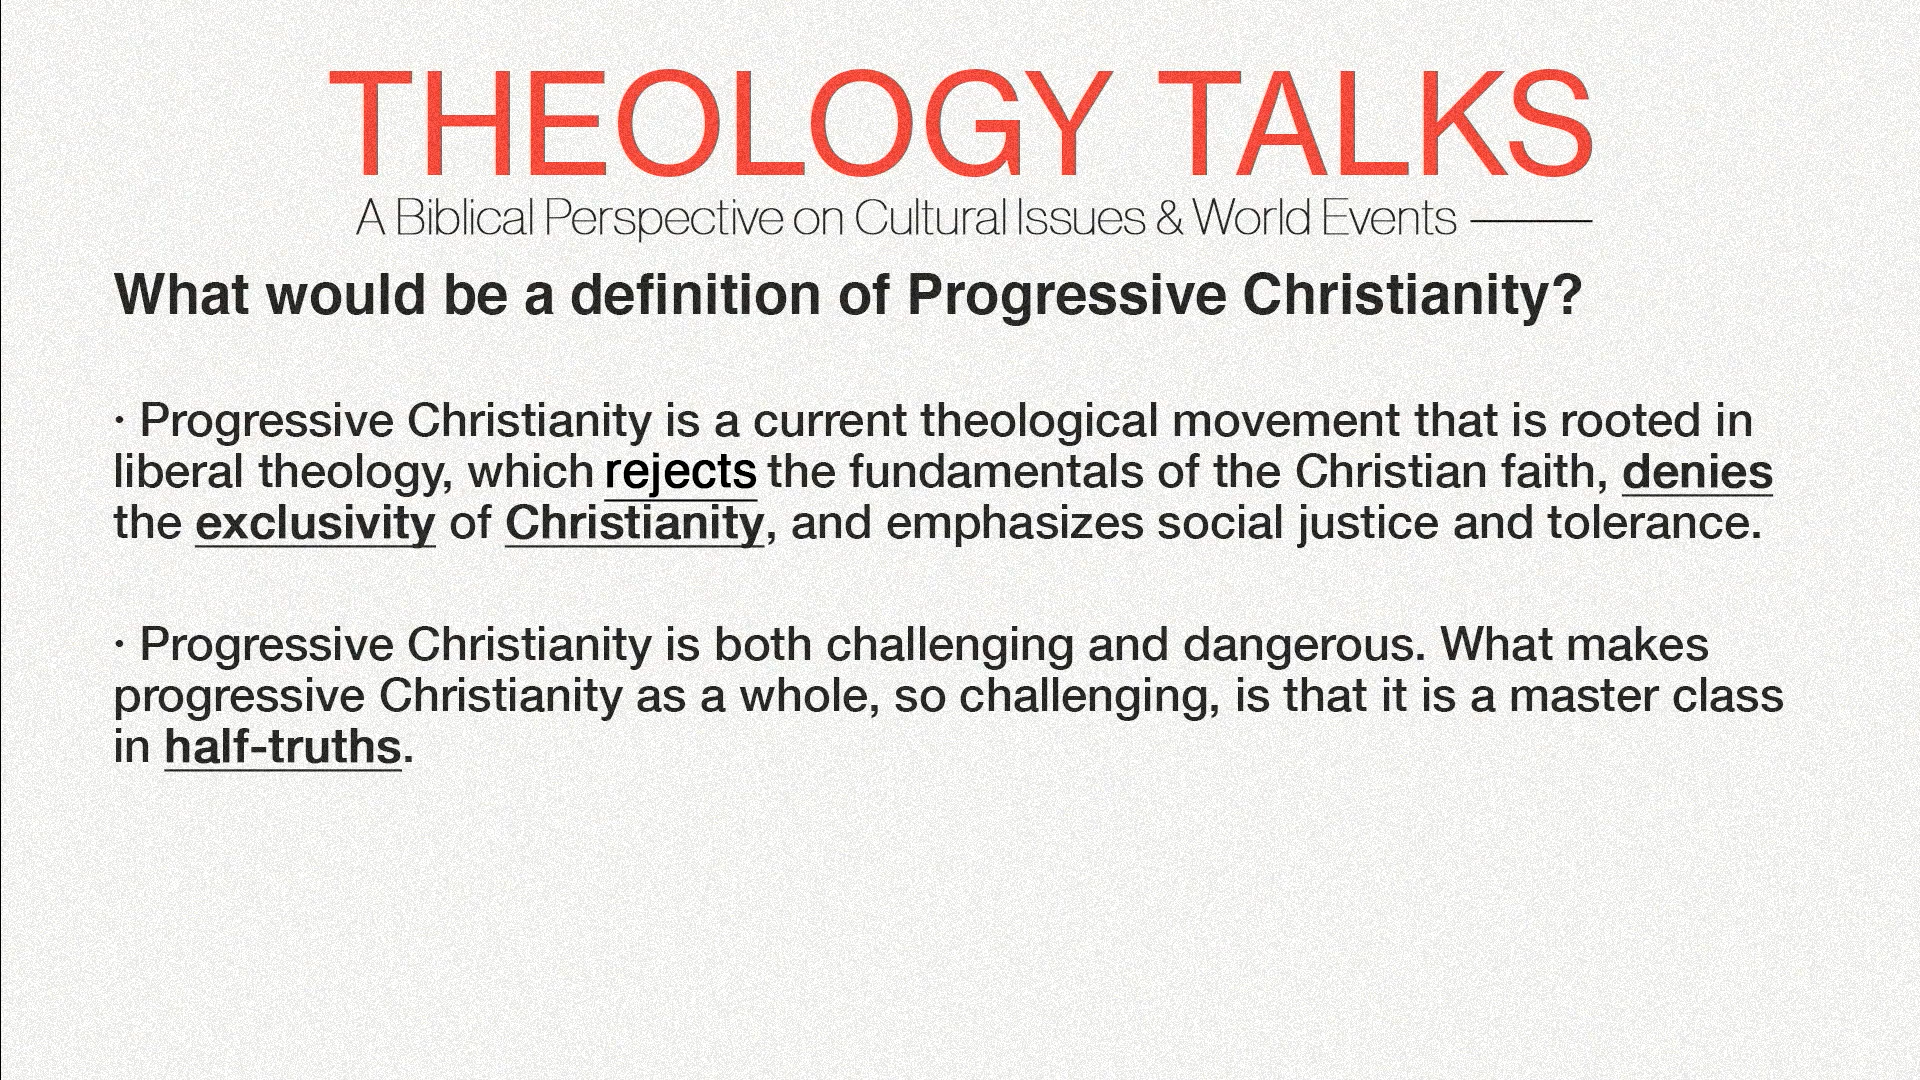 THEOLOGY TALKS
A Biblical Perspective on Cultural Issues & World Events
What would be a definition of Progressive Christianity?
· Progressive Christianity is a current theological movement that is rooted in
liberal theology, which rejects the fundamentals of the Christian faith, denies
the exclusivity of Christianity, and emphasizes social justice and tolerance.
· Progressive Christianity is both challenging and dangerous. What makes
progressive Christianity as a whole, so challenging, is that it is a master class
in half-truths.